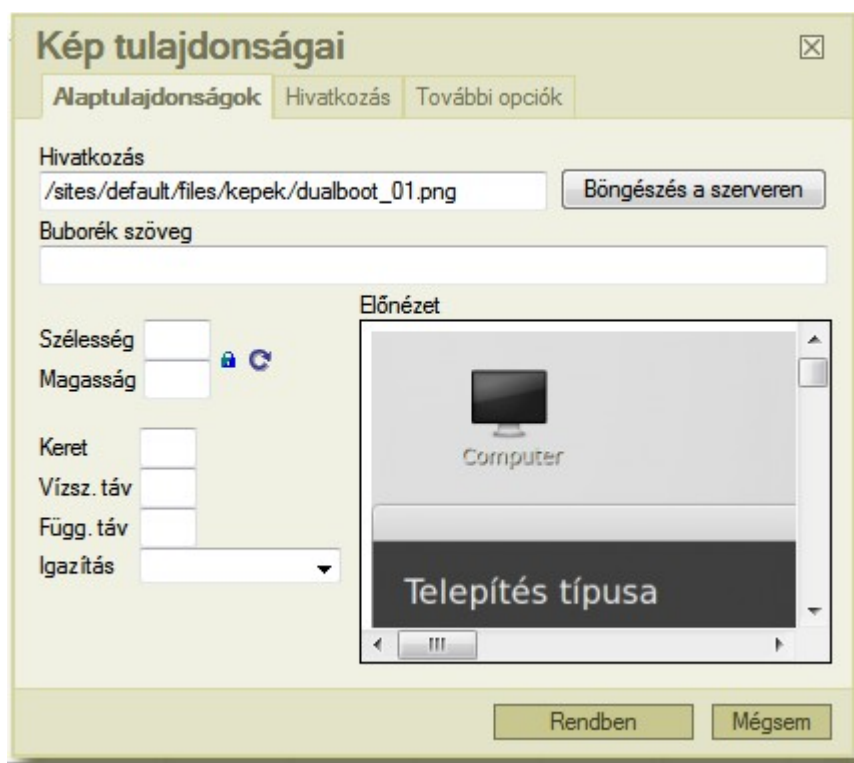 Kép tulajdonságai
Alaptulajdonságok Hivatkozás További opciók
Hivatkozás
/sites/default/files/kepek/dualboot_01.png Böngészés a szerveren
Buborék szöveg
Előnézet
Szélesség
Magasság
Computer
Keret
Vízsz. táv
Függ. táv
Igazítás
Telepítés típusa
Rendben Mégsem